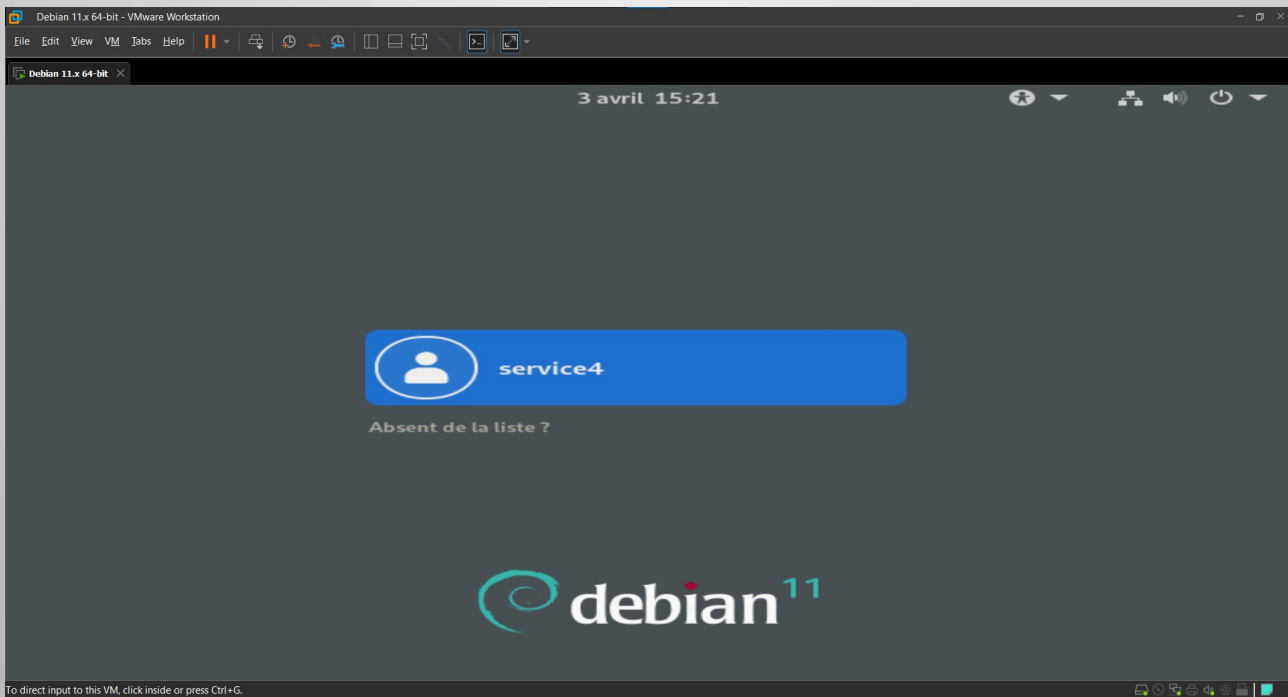 Debian 11.x 64-bit - VMware Workstation
File Edit View VM Tabs Help
Debian 11.x 64-bit
3 avril 15:21
service4
Absent de la liste ?
debian 11
To direct input to this VM, click inside or press Ctrl+G.